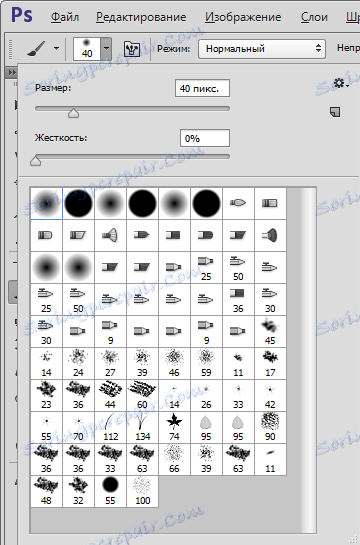 Ps Файл Редактирование Изображение Слои
40 Режим: Нормальный
Размер: 40 пикс.
Жесткость: 0%
25 50
25 50 36 30
30 9 9 45
14 24 27 39 46 59 11 17
23 36 44 60 14 26 33 42
55 70 112 134 74 95 95 90
36 36 33 63 66 39 63 11
48 32 55 100